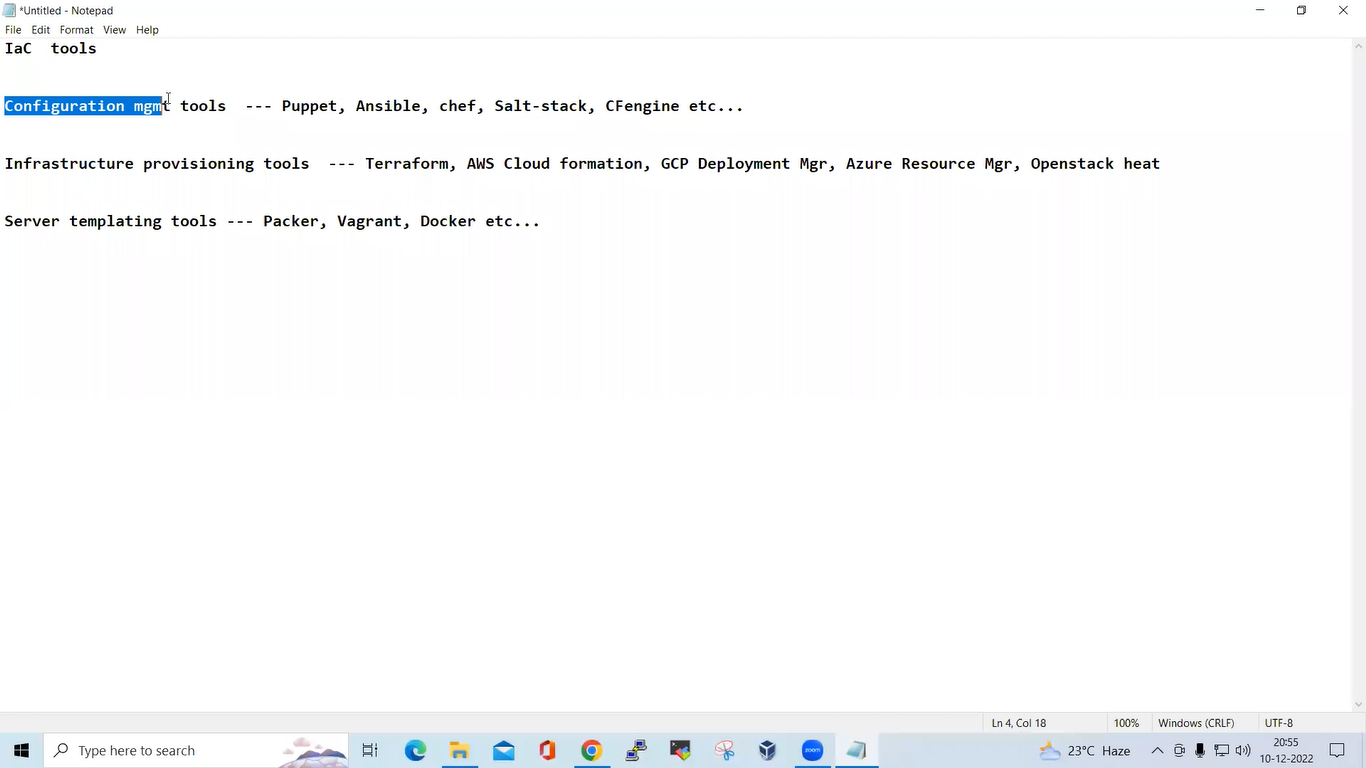 *Untitled - Notepad
File Edit Format View Help
IaC  tools
Configuration mgmt tools  --- Puppet, Ansible, chef, Salt-stack, CFengine etc...
Infrastructure provisioning tools  --- Terraform, AWS Cloud formation, GCP Deployment Mgr, Azure Resource Mgr, Openstack heat
Server templating tools --- Packer, Vagrant, Docker etc...
Ln 4, Col 18 100% Windows (CRLF) UTF-8
Type here to search
zoom
23°C Haze
20:55
10-12-2022